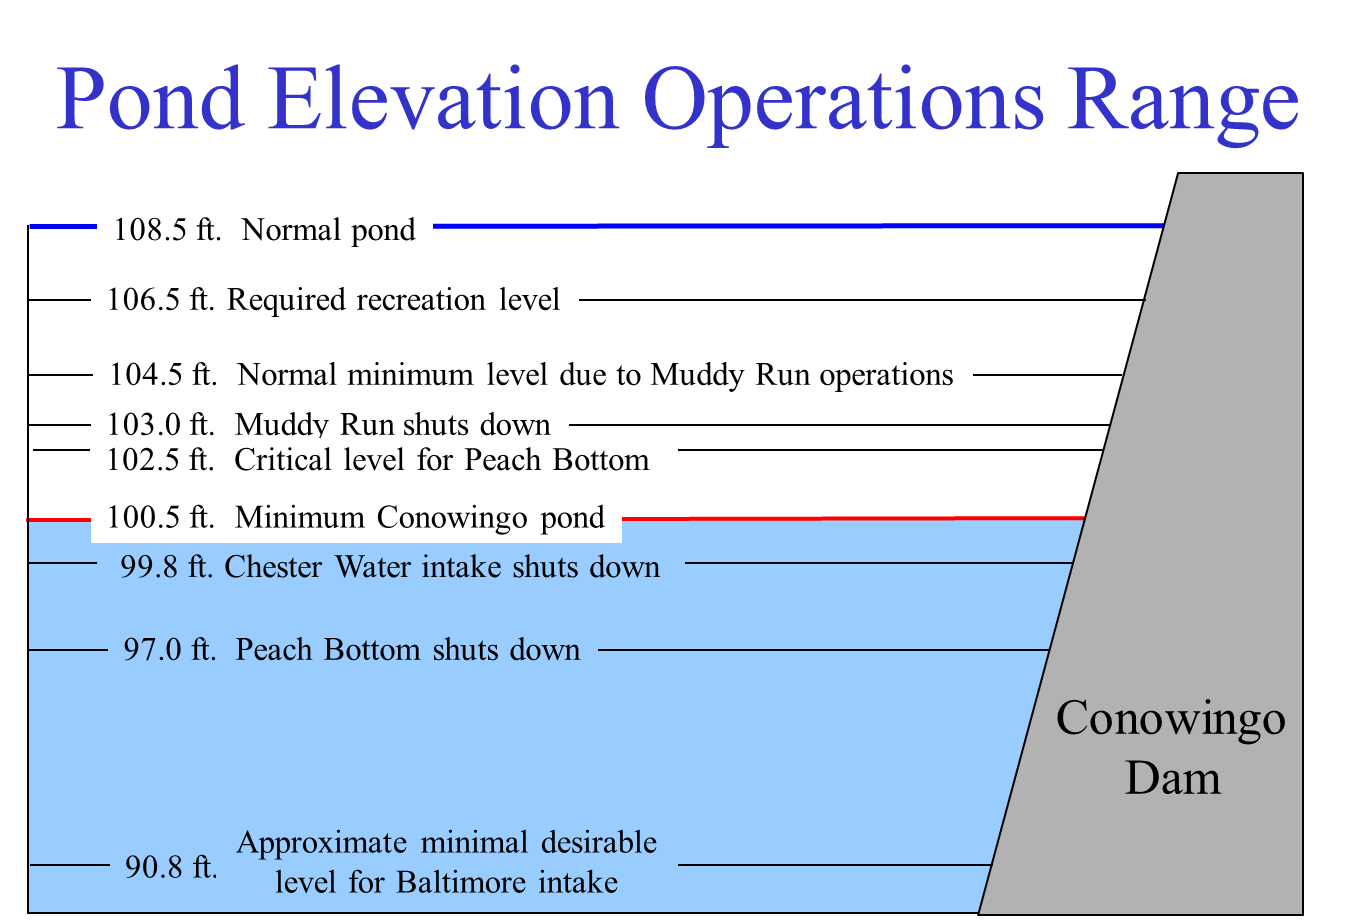 Pond Elevation Operations Range
108.5 ft. Normal pond
106.5 ft. Required recreation level
104.5 ft. Normal minimum level due to Muddy Run operations
103.0 ft. Muddy Run shuts down
102.5 ft. Critical level for Peach Bottom
100.5 ft. Minimum Conowingo pond
99.8 ft. Chester Water intake shuts down
97.0 ft. Peach Bottom shuts down
Conowingo
Dam
90.8 ft.
Approximate minimal desirable
level for Baltimore intake